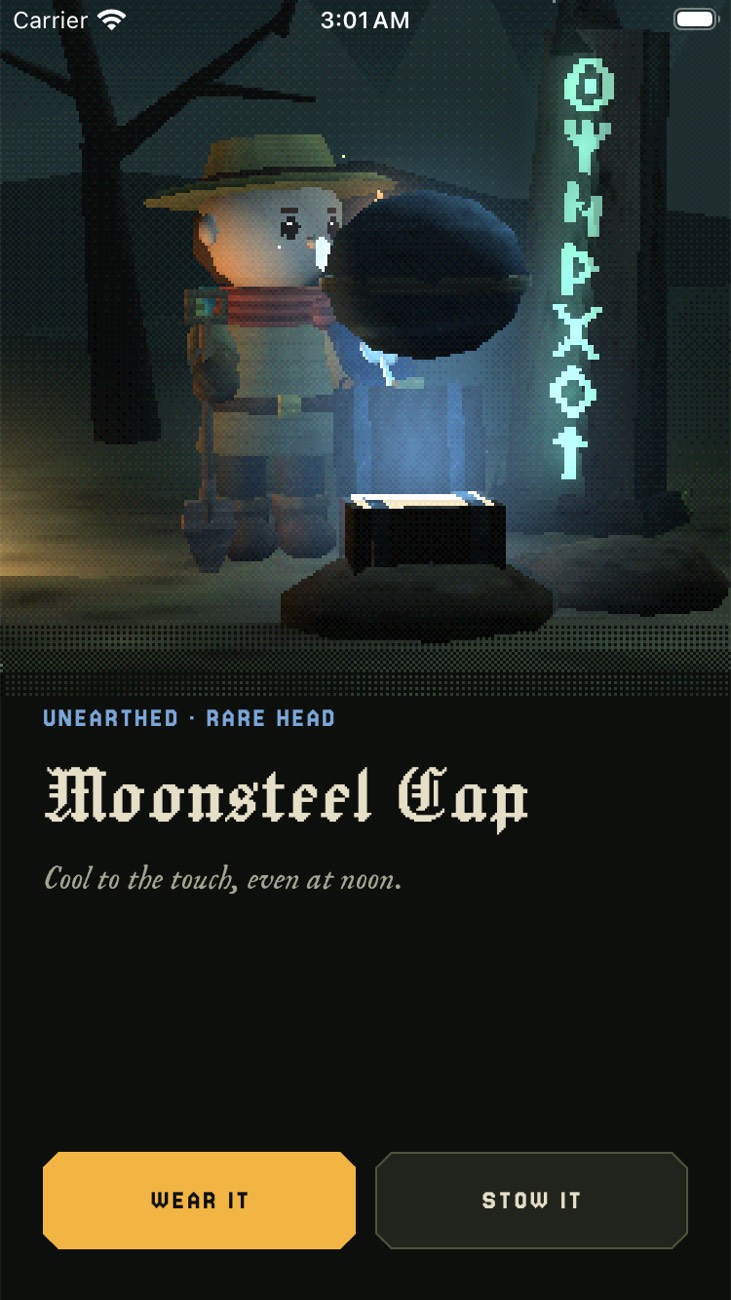 Carrier 3:01 AM
UNEARTHED · RARE HEAD
Moonsteel Cap
Cool to the touch, even at noon.
WEAR IT
STOW IT